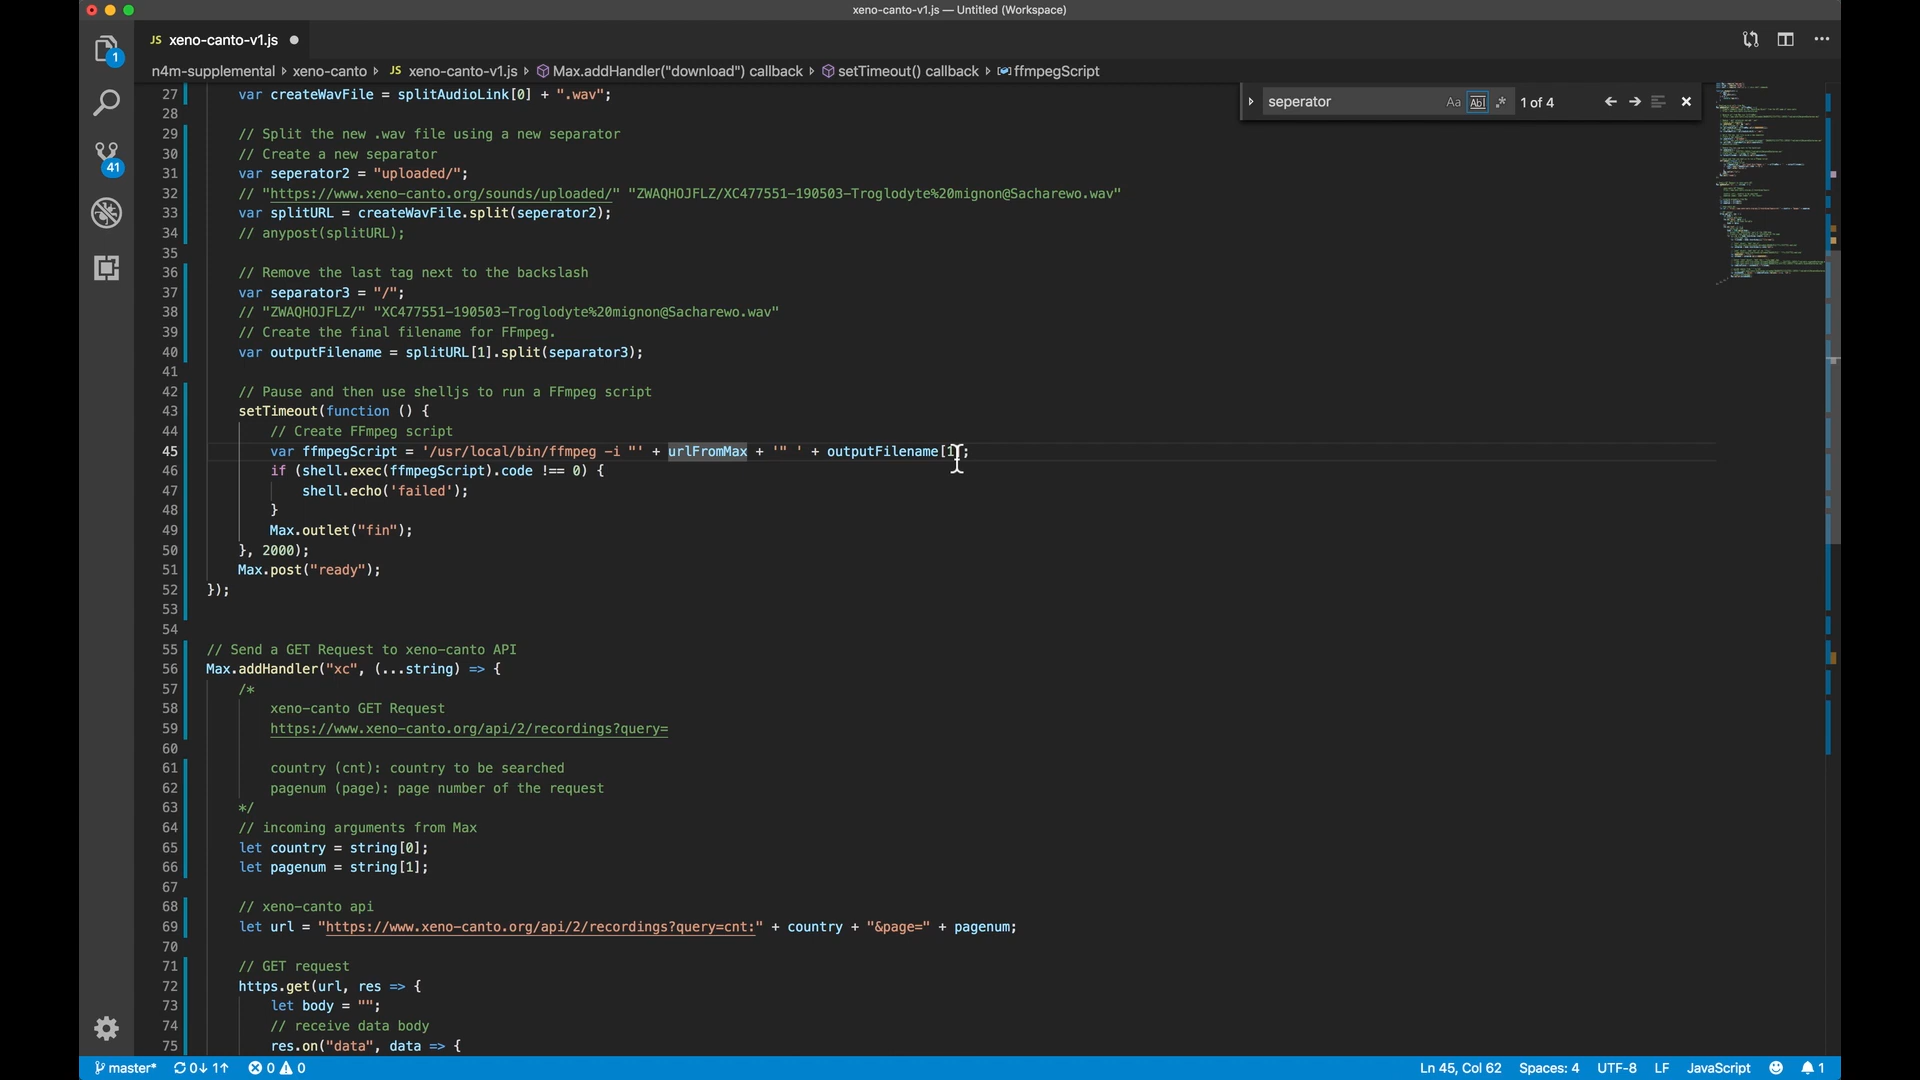 xeno-canto-v1.js — Untitled (Workspace)
JS xeno-canto-v1.js
n4m-supplemental › xeno-canto › JS xeno-canto-v1.js › Max.addHandler("download") callback › setTimeout() callback › ffmpegScript
seperator Aa Abl .* 1 of 4
1
41
27 var createWavFile = splitAudioLink[0] + ".wav";
28
29 // Split the new .wav file using a new separator
30 // Create a new separator
31 var seperator2 = "uploaded/";
32 // "https://www.xeno-canto.org/sounds/uploaded/" "ZWAQHOJFLZ/XC477551-190503-Troglodyte%20mignon@Sacharewo.wav"
33 var splitURL = createWavFile.split(seperator2);
34 // anypost(splitURL);
35
36 // Remove the last tag next to the backslash
37 var separator3 = "/";
38 // "ZWAQHOJFLZ/" "XC477551-190503-Troglodyte%20mignon@Sacharewo.wav"
39 // Create the final filename for FFmpeg.
40 var outputFilename = splitURL[1].split(separator3);
41
42 // Pause and then use shelljs to run a FFmpeg script
43 setTimeout(function () {
44 // Create FFmpeg script
45 var ffmpegScript = '/usr/local/bin/ffmpeg -i "' + urlFromMax + '" ' + outputFilename[1];
46 if (shell.exec(ffmpegScript).code !== 0) {
47 shell.echo('failed');
48 }
49 Max.outlet("fin");
50 }, 2000);
51 Max.post("ready");
52 });
53
54
55 // Send a GET Request to xeno-canto API
56 Max.addHandler("xc", (...string) => {
57 /*
58 xeno-canto GET Request
59 https://www.xeno-canto.org/api/2/recordings?query=
60
61 country (cnt): country to be searched
62 pagenum (page): page number of the request
63 */
64 // incoming arguments from Max
65 let country = string[0];
66 let pagenum = string[1];
67
68 // xeno-canto api
69 let url = "https://www.xeno-canto.org/api/2/recordings?query=cnt:" + country + "&page=" + pagenum;
70
71 // GET request
72 https.get(url, res => {
73 let body = "";
74 // receive data body
75 res.on("data", data => {
master* 0↓ 1↑ 0 0 Ln 45, Col 62 Spaces: 4 UTF-8 LF JavaScript 1